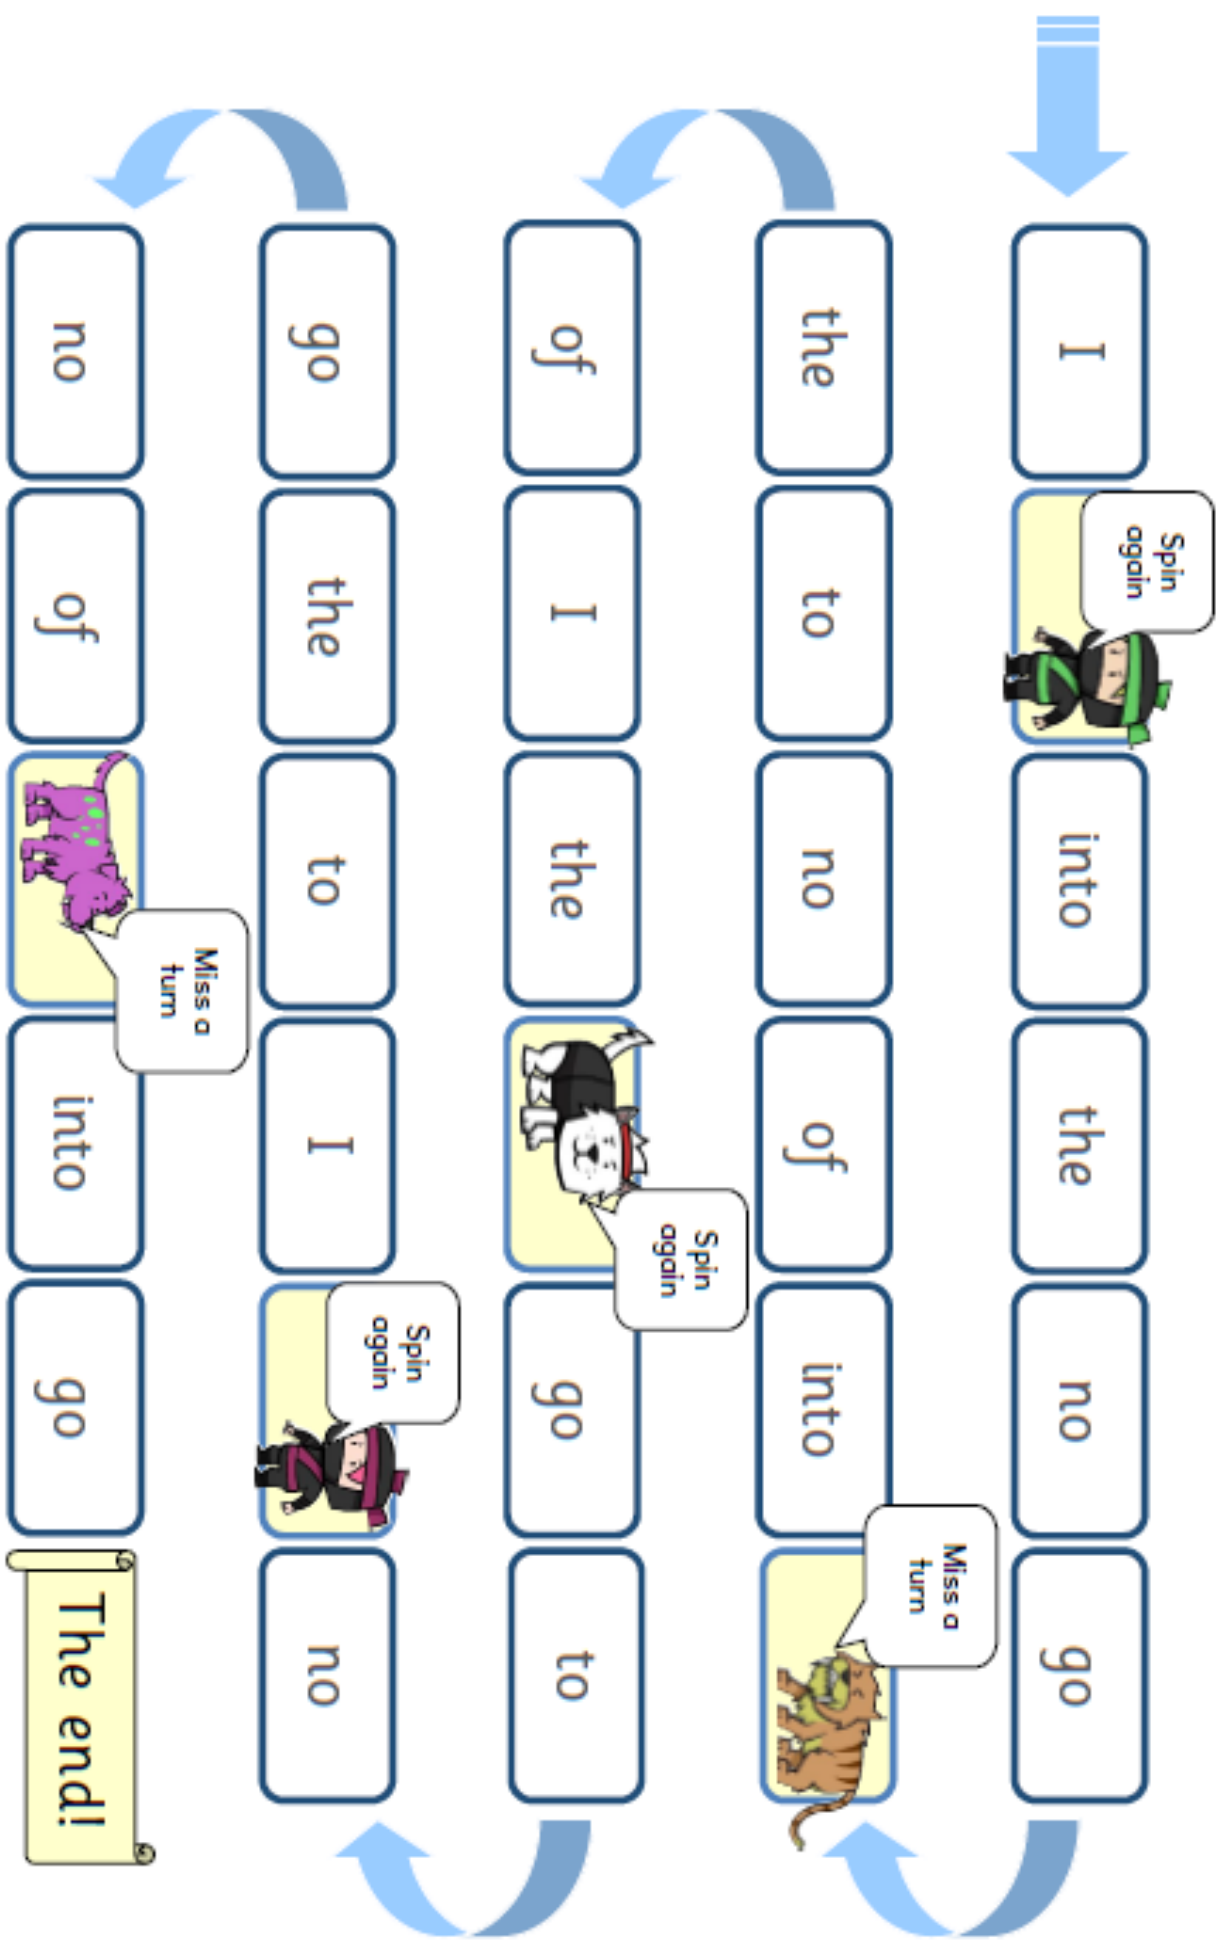 I
Spin
again
into
the
no
go
the
to
no
of
into
Miss a
turn
of
I
the
Spin
again
go
to
go
the
to
I
Spin
again
no
no
of
Miss a
turn
into
go
The end!